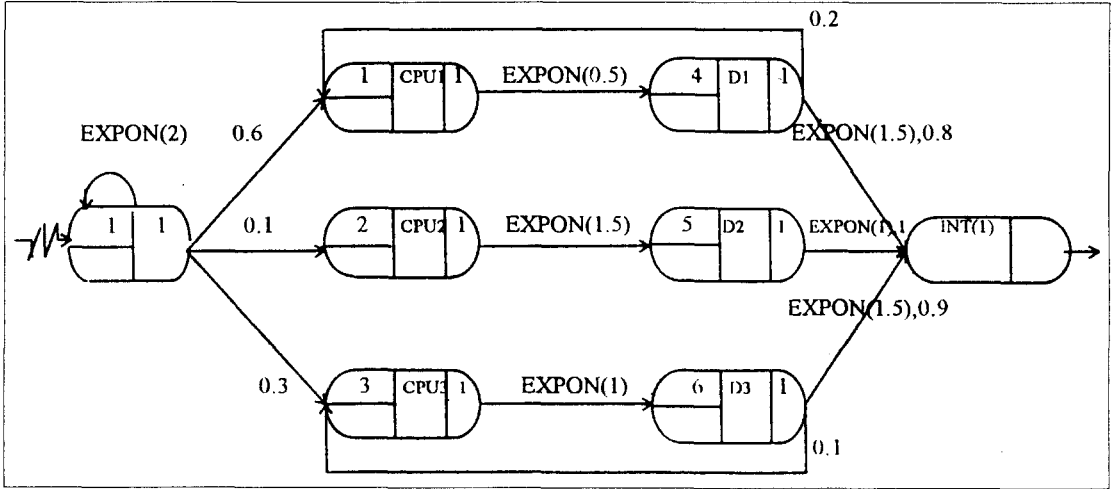 0.2
1 CPU1 1
EXPON(0.5)
4 D1 1
EXPON(2)
0.6
EXPON(1.5),0.8
1 1
0.1
2 CPU2 1
EXPON(1.5)
5 D2 1
INT(1)
EXPON(1.5),0.9
0.3
3 CPU3 1
EXPON(1)
6 D3 1
0.1